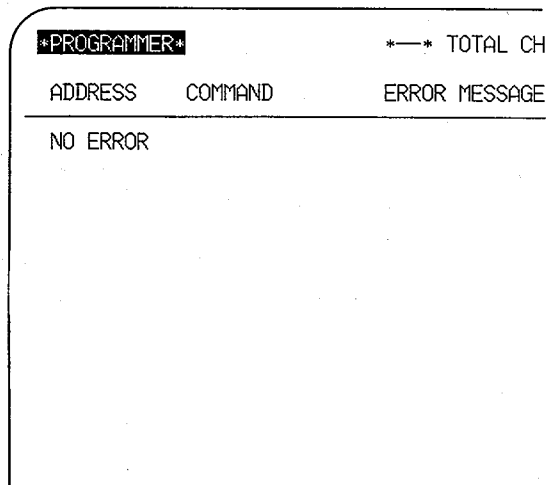 *PROGRAMMER* *—* TOTAL CH
ADDRESS COMMAND ERROR MESSAGE
NO ERROR